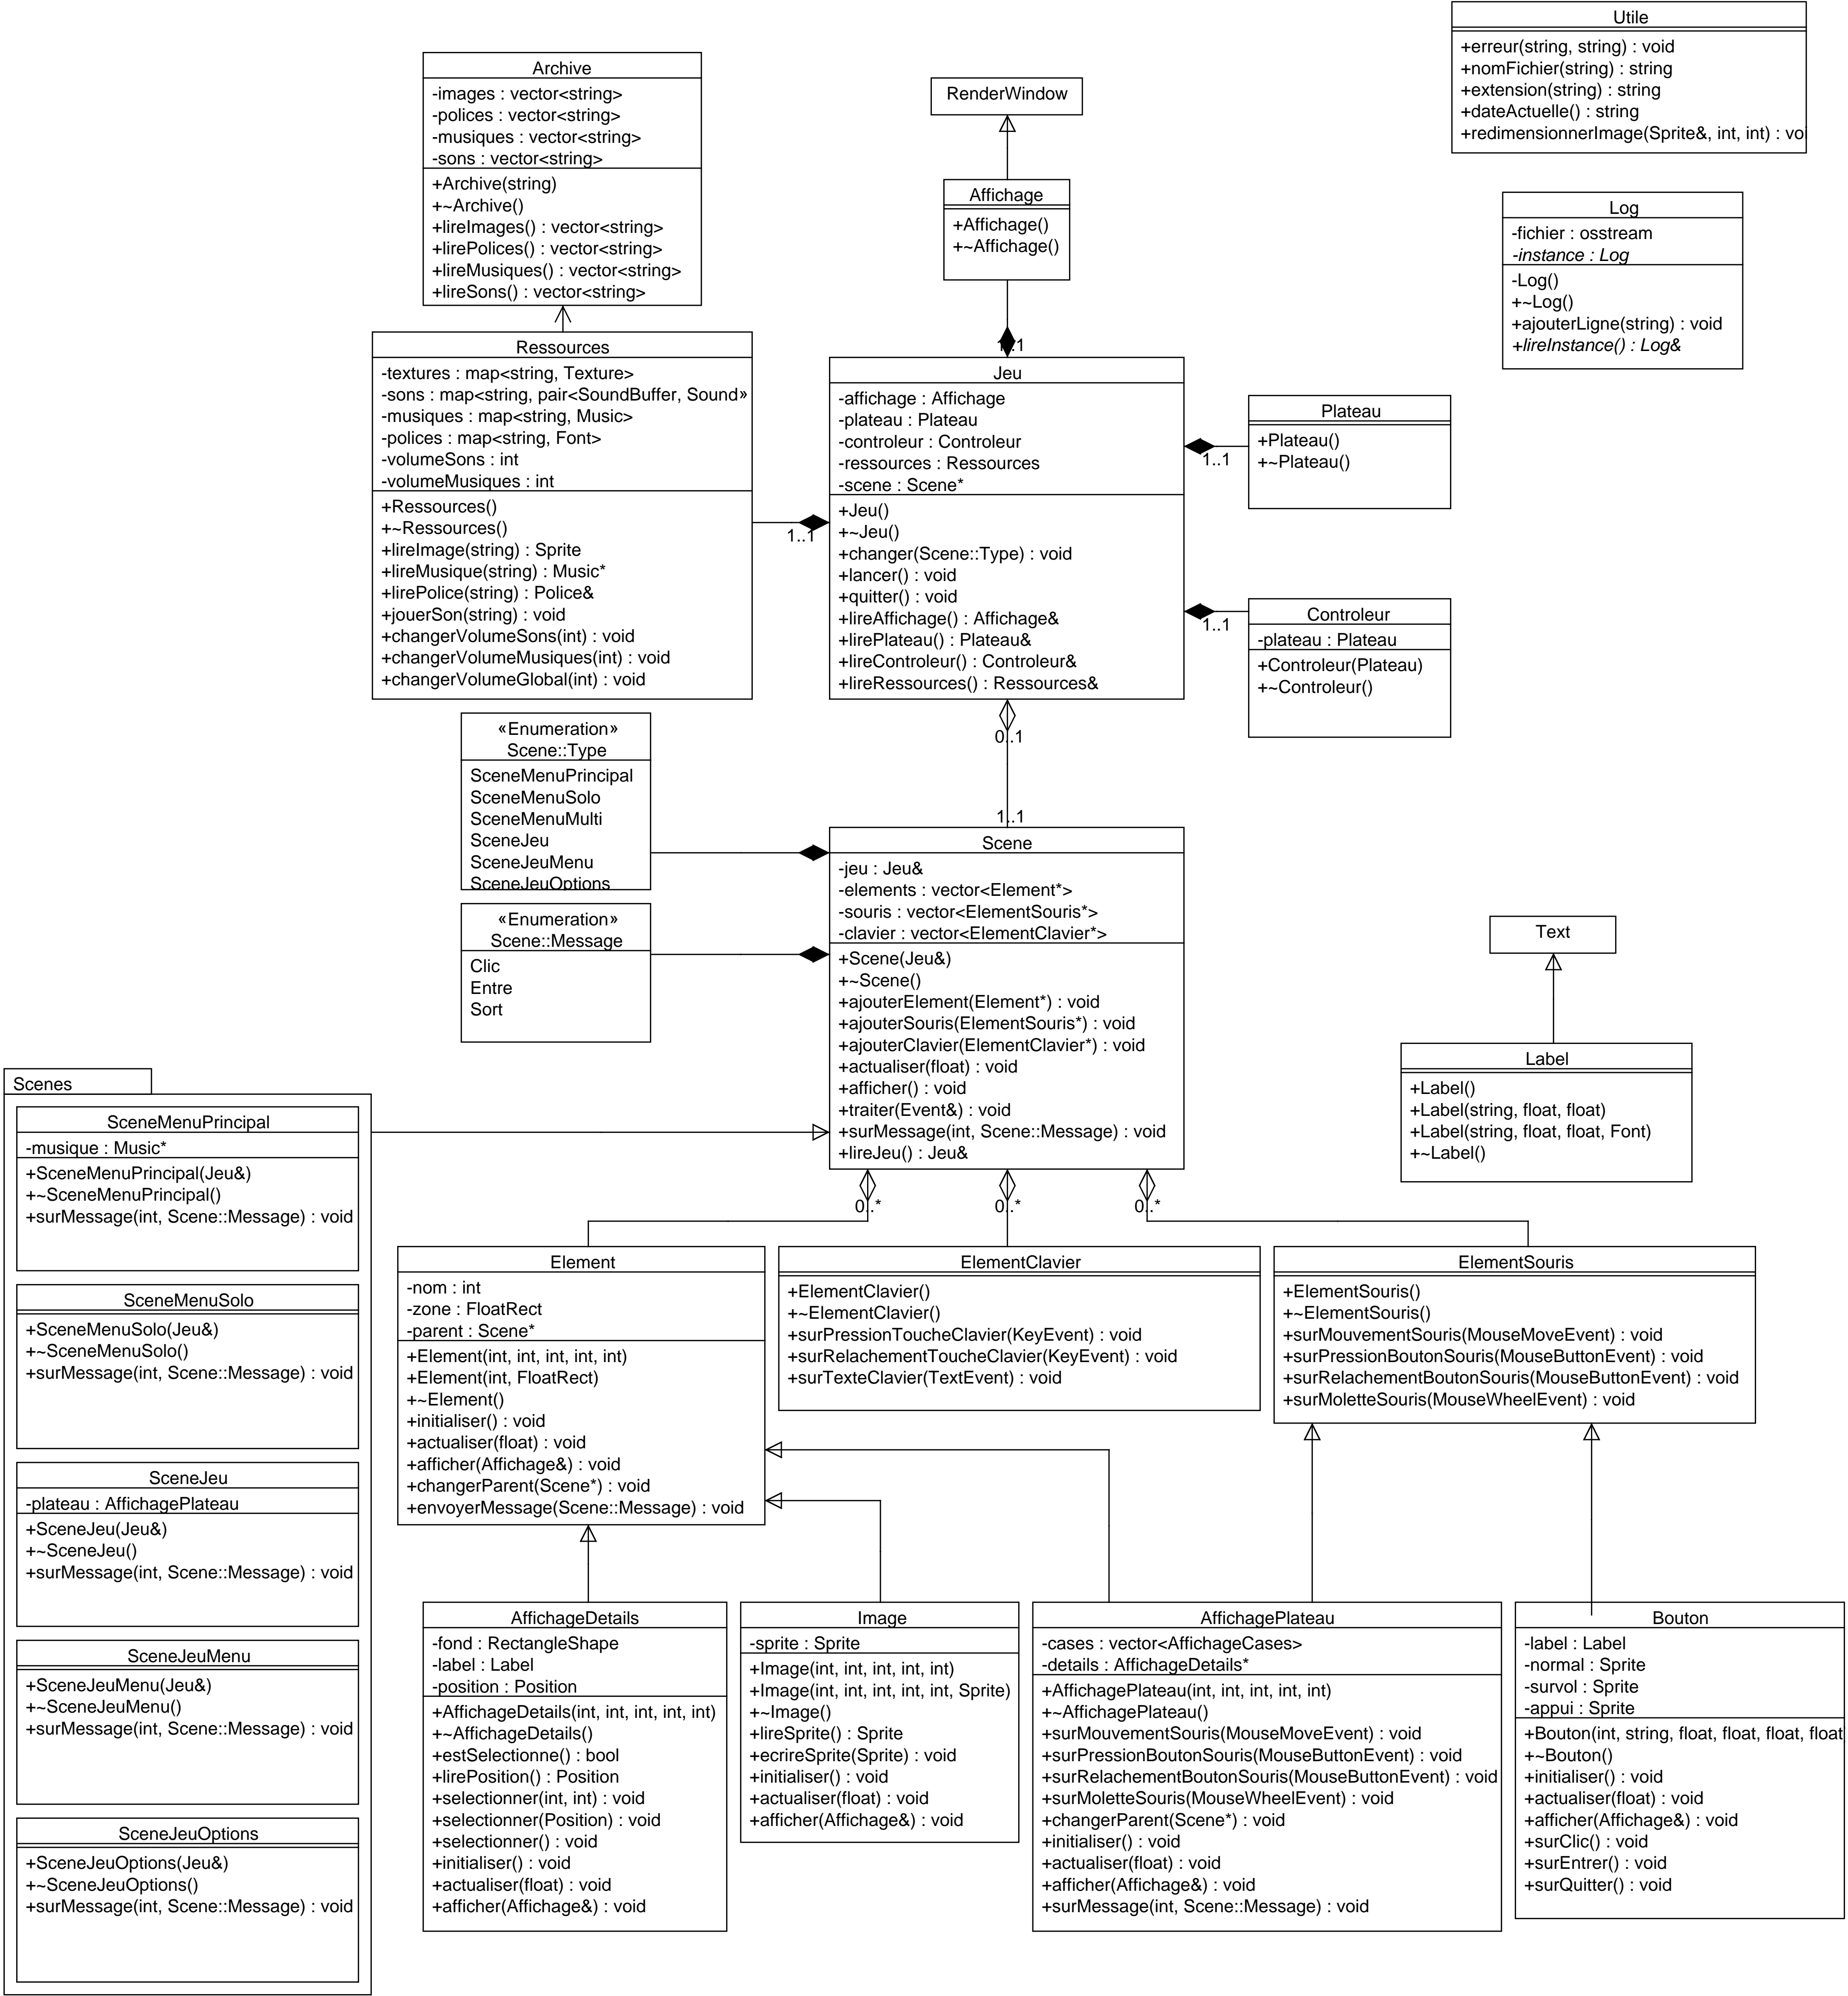 Utile
+erreur(string, string) : void
+nomFichier(string) : string
+extension(string) : string
+dateActuelle() : string
+redimensionnerImage(Sprite&, int, int) : voi
Archive
-images : vector<string>
-polices : vector<string>
-musiques : vector<string>
-sons : vector<string>
+Archive(string)
+~Archive()
+lireImages() : vector<string>
+lirePolices() : vector<string>
+lireMusiques() : vector<string>
+lireSons() : vector<string>
RenderWindow
Affichage
+Affichage()
+~Affichage()
Log
-fichier : osstream
-instance : Log
-Log()
+~Log()
+ajouterLigne(string) : void
+lireInstance() : Log&
Ressources
-textures : map<string, Texture>
-sons : map<string, pair<SoundBuffer, Sound»
-musiques : map<string, Music>
-polices : map<string, Font>
-volumeSons : int
-volumeMusiques : int
+Ressources()
+~Ressources()
+lireImage(string) : Sprite
+lireMusique(string) : Music*
+lirePolice(string) : Police&
+jouerSon(string) : void
+changerVolumeSons(int) : void
+changerVolumeMusiques(int) : void
+changerVolumeGlobal(int) : void
1..1
1..1
Jeu
-affichage : Affichage
-plateau : Plateau
-controleur : Controleur
-ressources : Ressources
-scene : Scene*
+Jeu()
+~Jeu()
+changer(Scene::Type) : void
+lancer() : void
+quitter() : void
+lireAffichage() : Affichage&
+lirePlateau() : Plateau&
+lireControleur() : Controleur&
+lireRessources() : Ressources&
1..1
Plateau
+Plateau()
+~Plateau()
1..1
Controleur
-plateau : Plateau
+Controleur(Plateau)
+~Controleur()
0..1
1..1
«Enumeration»
Scene::Type
SceneMenuPrincipal
SceneMenuSolo
SceneMenuMulti
SceneJeu
SceneJeuMenu
SceneJeuOptions
«Enumeration»
Scene::Message
Clic
Entre
Sort
Scene
-jeu : Jeu&
-elements : vector<Element*>
-souris : vector<ElementSouris*>
-clavier : vector<ElementClavier*>
+Scene(Jeu&)
+~Scene()
+ajouterElement(Element*) : void
+ajouterSouris(ElementSouris*) : void
+ajouterClavier(ElementClavier*) : void
+actualiser(float) : void
+afficher() : void
+traiter(Event&) : void
+surMessage(int, Scene::Message) : void
+lireJeu() : Jeu&
0..*
0..*
0..*
Text
Label
+Label()
+Label(string, float, float)
+Label(string, float, float, Font)
+~Label()
Scenes
SceneMenuPrincipal
-musique : Music*
+SceneMenuPrincipal(Jeu&)
+~SceneMenuPrincipal()
+surMessage(int, Scene::Message) : void
SceneMenuSolo
+SceneMenuSolo(Jeu&)
+~SceneMenuSolo()
+surMessage(int, Scene::Message) : void
SceneJeu
-plateau : AffichagePlateau
+SceneJeu(Jeu&)
+~SceneJeu()
+surMessage(int, Scene::Message) : void
SceneJeuMenu
+SceneJeuMenu(Jeu&)
+~SceneJeuMenu()
+surMessage(int, Scene::Message) : void
SceneJeuOptions
+SceneJeuOptions(Jeu&)
+~SceneJeuOptions()
+surMessage(int, Scene::Message) : void
Element
-nom : int
-zone : FloatRect
-parent : Scene*
+Element(int, int, int, int, int)
+Element(int, FloatRect)
+~Element()
+initialiser() : void
+actualiser(float) : void
+afficher(Affichage&) : void
+changerParent(Scene*) : void
+envoyerMessage(Scene::Message) : void
ElementClavier
+ElementClavier()
+~ElementClavier()
+surPressionToucheClavier(KeyEvent) : void
+surRelachementToucheClavier(KeyEvent) : void
+surTexteClavier(TextEvent) : void
ElementSouris
+ElementSouris()
+~ElementSouris()
+surMouvementSouris(MouseMoveEvent) : void
+surPressionBoutonSouris(MouseButtonEvent) : void
+surRelachementBoutonSouris(MouseButtonEvent) : void
+surMoletteSouris(MouseWheelEvent) : void
AffichageDetails
-fond : RectangleShape
-label : Label
-position : Position
+AffichageDetails(int, int, int, int, int)
+~AffichageDetails()
+estSelectionne() : bool
+lirePosition() : Position
+selectionner(int, int) : void
+selectionner(Position) : void
+selectionner() : void
+initialiser() : void
+actualiser(float) : void
+afficher(Affichage&) : void
Image
-sprite : Sprite
+Image(int, int, int, int, int)
+Image(int, int, int, int, int, Sprite)
+~Image()
+lireSprite() : Sprite
+ecrireSprite(Sprite) : void
+initialiser() : void
+actualiser(float) : void
+afficher(Affichage&) : void
AffichagePlateau
-cases : vector<AffichageCases>
-details : AffichageDetails*
+AffichagePlateau(int, int, int, int, int)
+~AffichagePlateau()
+surMouvementSouris(MouseMoveEvent) : void
+surPressionBoutonSouris(MouseButtonEvent) : void
+surRelachementBoutonSouris(MouseButtonEvent) : void
+surMoletteSouris(MouseWheelEvent) : void
+changerParent(Scene*) : void
+initialiser() : void
+actualiser(float) : void
+afficher(Affichage&) : void
+surMessage(int, Scene::Message) : void
Bouton
-label : Label
-normal : Sprite
-survol : Sprite
-appui : Sprite
+Bouton(int, string, float, float, float, float
+~Bouton()
+initialiser() : void
+actualiser(float) : void
+afficher(Affichage&) : void
+surClic() : void
+surEntrer() : void
+surQuitter() : void